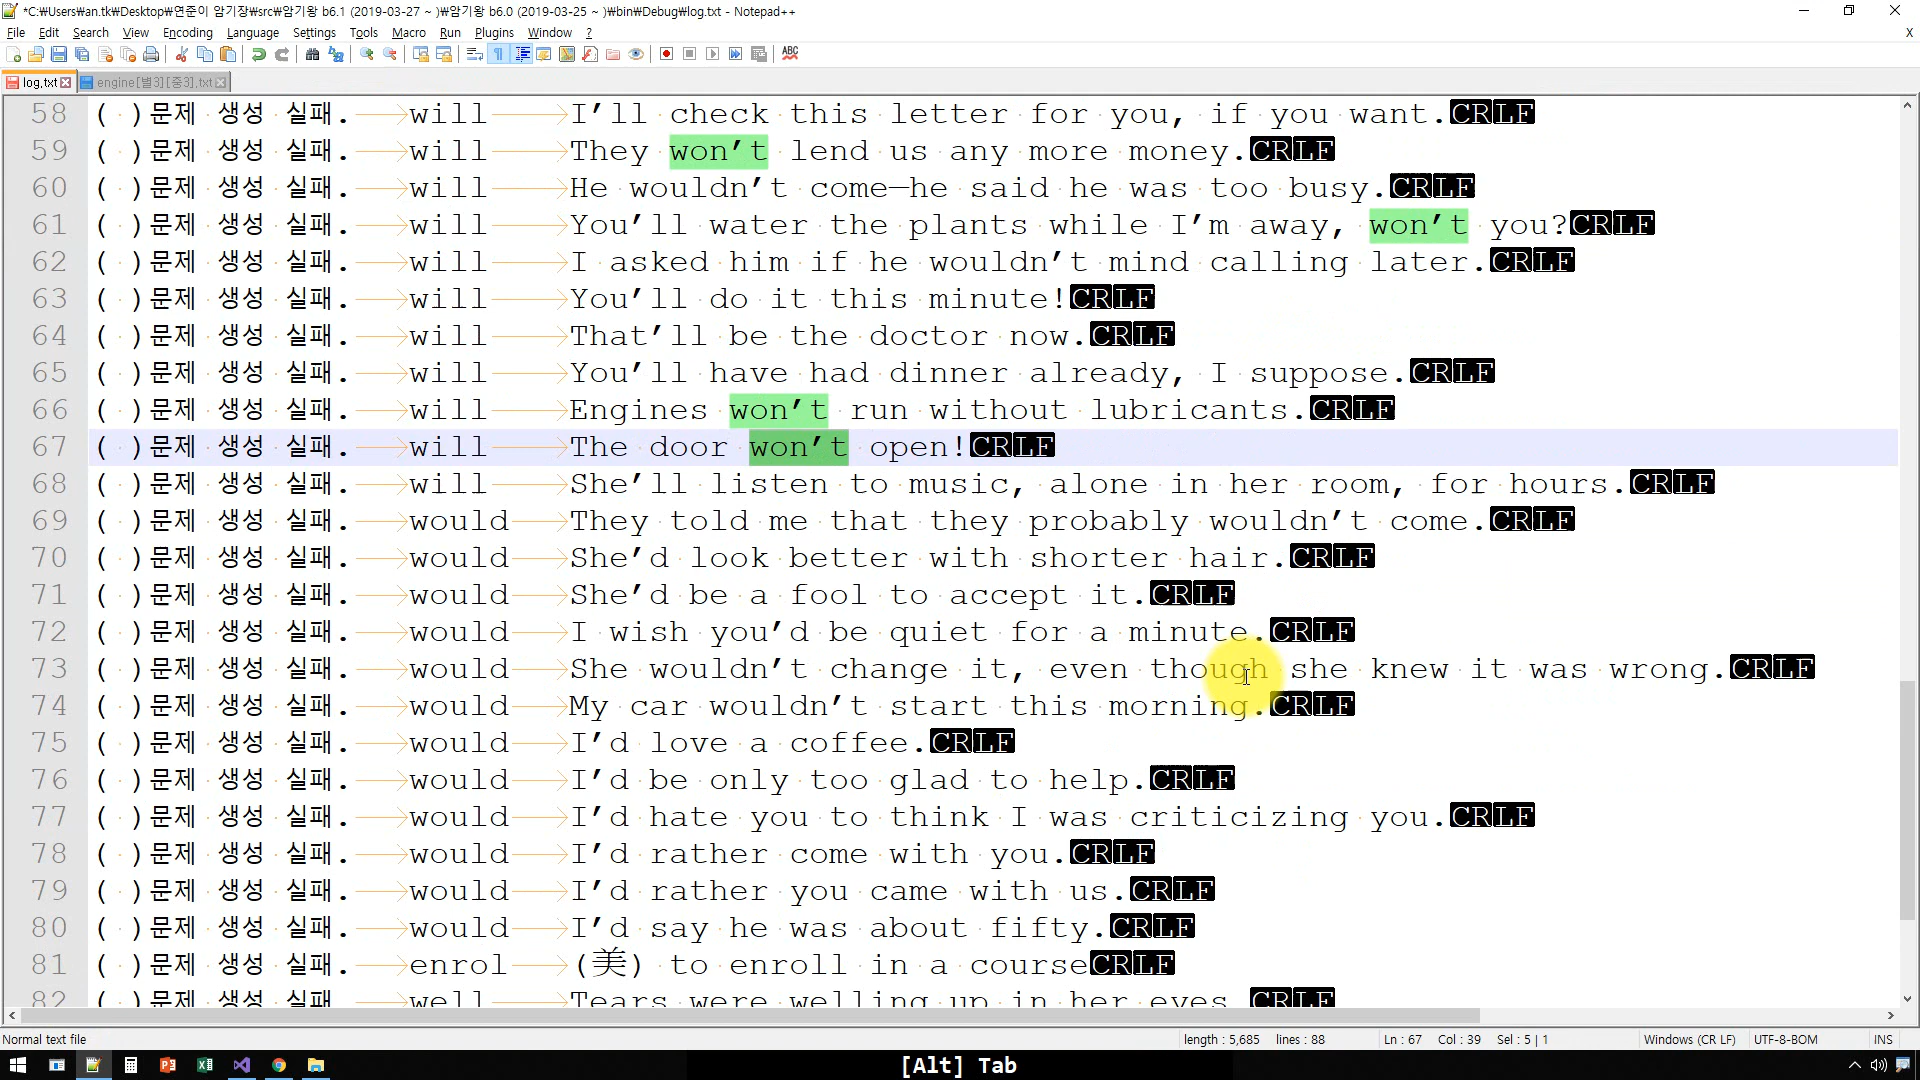 *C:\Users\an.tk\Desktop\연준이 암기장\src\암기왕 b6.1 (2019-03-27 ~ )\암기왕 b6.0 (2019-03-25 ~ )\bin\Debug\log.txt - Notepad++
File Edit Search View Encoding Language Settings Tools Macro Run Plugins Window ? X
log.txt engine[별3][중3].txt
58 ( )문제 생성 실패. will I’ll check this letter for you, if you want.CRLF
59 ( )문제 생성 실패. will They won’t lend us any more money.CRLF
60 ( )문제 생성 실패. will He wouldn’t come—he said he was too busy.CRLF
61 ( )문제 생성 실패. will You’ll water the plants while I’m away, won’t you?CRLF
62 ( )문제 생성 실패. will I asked him if he wouldn’t mind calling later.CRLF
63 ( )문제 생성 실패. will You’ll do it this minute!CRLF
64 ( )문제 생성 실패. will That’ll be the doctor now.CRLF
65 ( )문제 생성 실패. will You’ll have had dinner already, I suppose.CRLF
66 ( )문제 생성 실패. will Engines won’t run without lubricants.CRLF
67 ( )문제 생성 실패. will The door won’t open!CRLF
68 ( )문제 생성 실패. will She’ll listen to music, alone in her room, for hours.CRLF
69 ( )문제 생성 실패. would They told me that they probably wouldn’t come.CRLF
70 ( )문제 생성 실패. would She’d look better with shorter hair.CRLF
71 ( )문제 생성 실패. would She’d be a fool to accept it.CRLF
72 ( )문제 생성 실패. would I wish you’d be quiet for a minute.CRLF
73 ( )문제 생성 실패. would She wouldn’t change it, even though she knew it was wrong.CRLF
74 ( )문제 생성 실패. would My car wouldn’t start this morning.CRLF
75 ( )문제 생성 실패. would I’d love a coffee.CRLF
76 ( )문제 생성 실패. would I’d be only too glad to help.CRLF
77 ( )문제 생성 실패. would I’d hate you to think I was criticizing you.CRLF
78 ( )문제 생성 실패. would I’d rather come with you.CRLF
79 ( )문제 생성 실패. would I’d rather you came with us.CRLF
80 ( )문제 생성 실패. would I’d say he was about fifty.CRLF
81 ( )문제 생성 실패. enrol (美) to enroll in a courseCRLF
82 ( )문제 생성 실패. well Tears were welling up in her eyes.CRLF
Normal text file length : 5,685 lines : 88 Ln : 67 Col : 39 Sel : 5 | 1 Windows (CR LF) UTF-8-BOM INS
[Alt] Tab